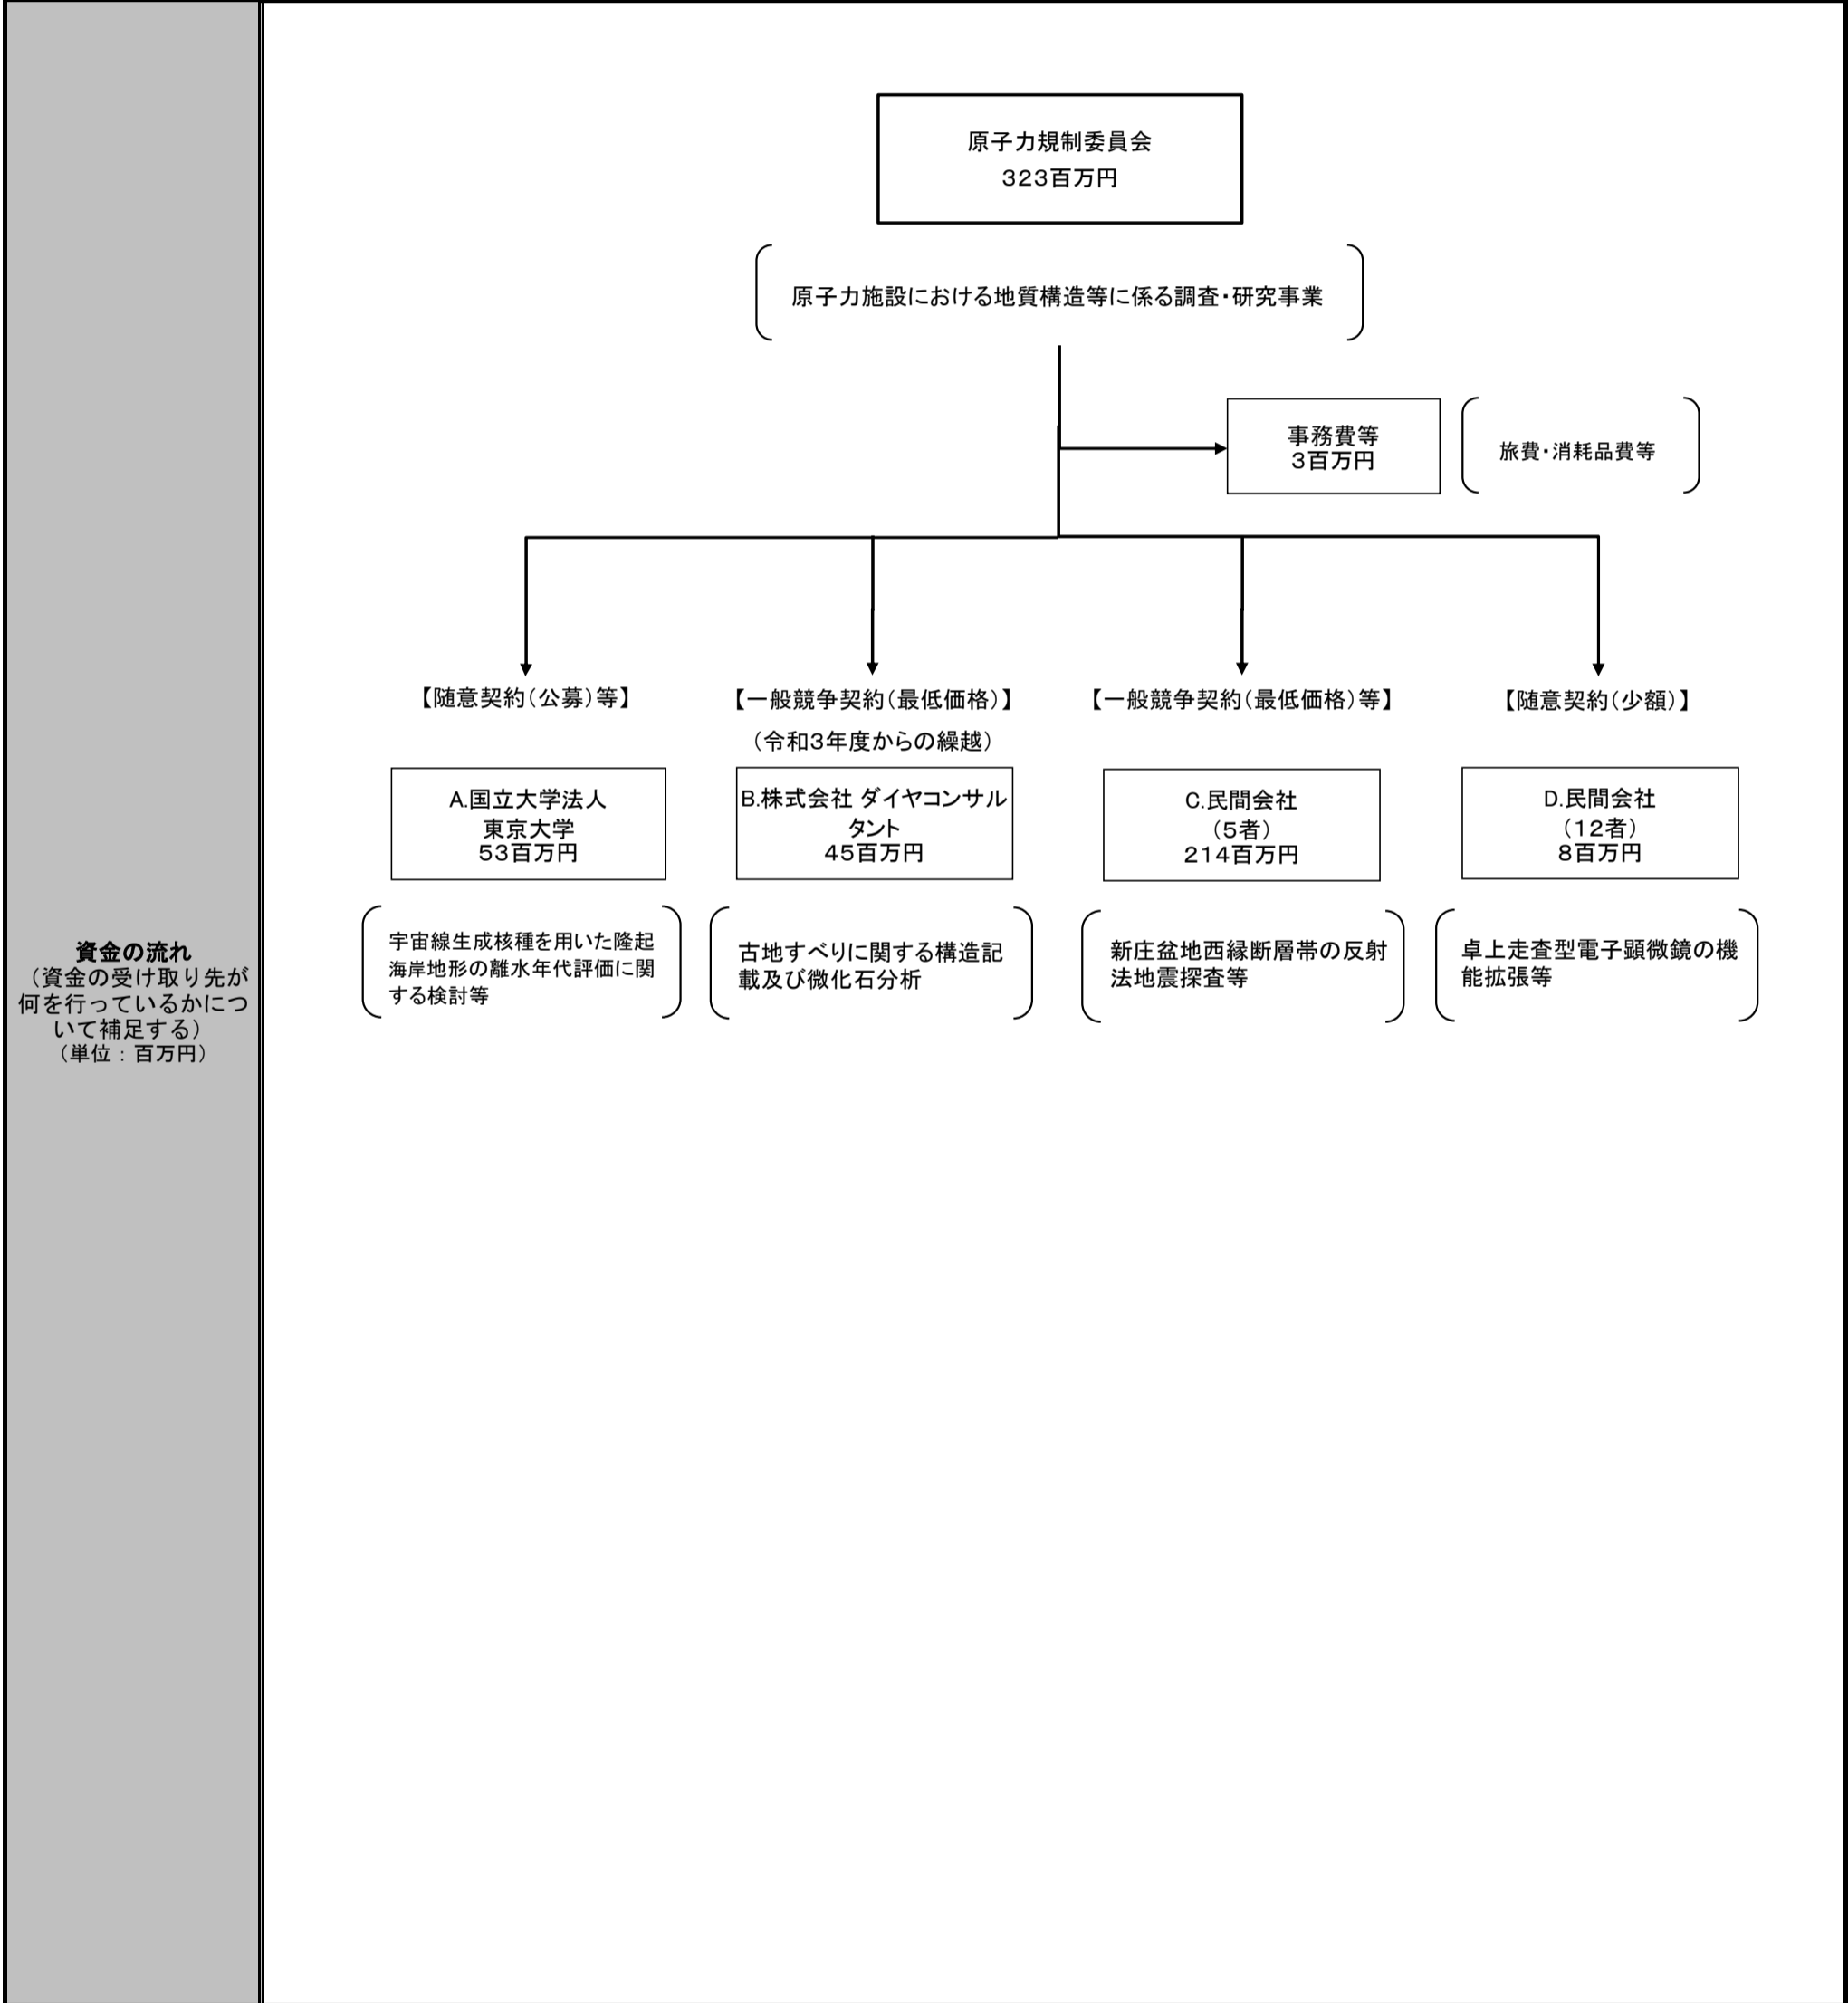 資金の流れ
（資金の受け取り先が
何を行っているかにつ
いて補足する）
（単位：百万円）
原子力規制委員会
323百万円
原子力施設における地質構造等に係る調査・研究事業
事務費等
3百万円
旅費・消耗品費等
【随意契約（公募）等】
A.国立大学法人
東京大学
53百万円
宇宙線生成核種を用いた隆起
海岸地形の離水年代評価に関
する検討等
【一般競争契約（最低価格）】
（令和3年度からの繰越）
B.株式会社 ダイヤコンサル
タント
45百万円
古地すべりに関する構造記
載及び微化石分析
【一般競争契約（最低価格）等】
C.民間会社
（5者）
214百万円
新庄盆地西縁断層帯の反射
法地震探査等
【随意契約（少額）】
D.民間会社
（12者）
8百万円
卓上走査型電子顕微鏡の機
能拡張等